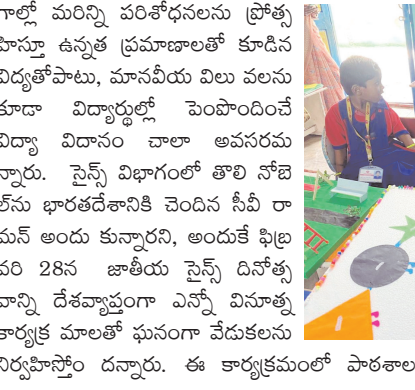 గాల్లో మరిన్ని పరిశోధనలను ప్రోత్స
హిస్తూ ఉన్నత ప్రమాణాలతో కూడిన
విద్యతోపాటు, మానవీయ విలు వలను
కూడా విద్యార్థుల్లో పెంపొందించే
విద్యా విదానం చాలా అవసరమ
న్నారు. సైన్స్ విభాగంలో తొలి నోబె
ల్‌ను భారతదేశానికి చెందిన సీవీ రా
మన్ అందు కున్నారని, అందుకే ఫిబ్ర
వరి 28న జాతీయ సైన్స్ దినోత్స
వాన్ని దేశవ్యాప్తంగా ఎన్నో వినూత్న
కార్యక్ర మాలతో ఘనంగా వేడుకలను
నిర్వహిస్తోం దన్నారు. ఈ కార్యక్రమంలో పాఠశాల